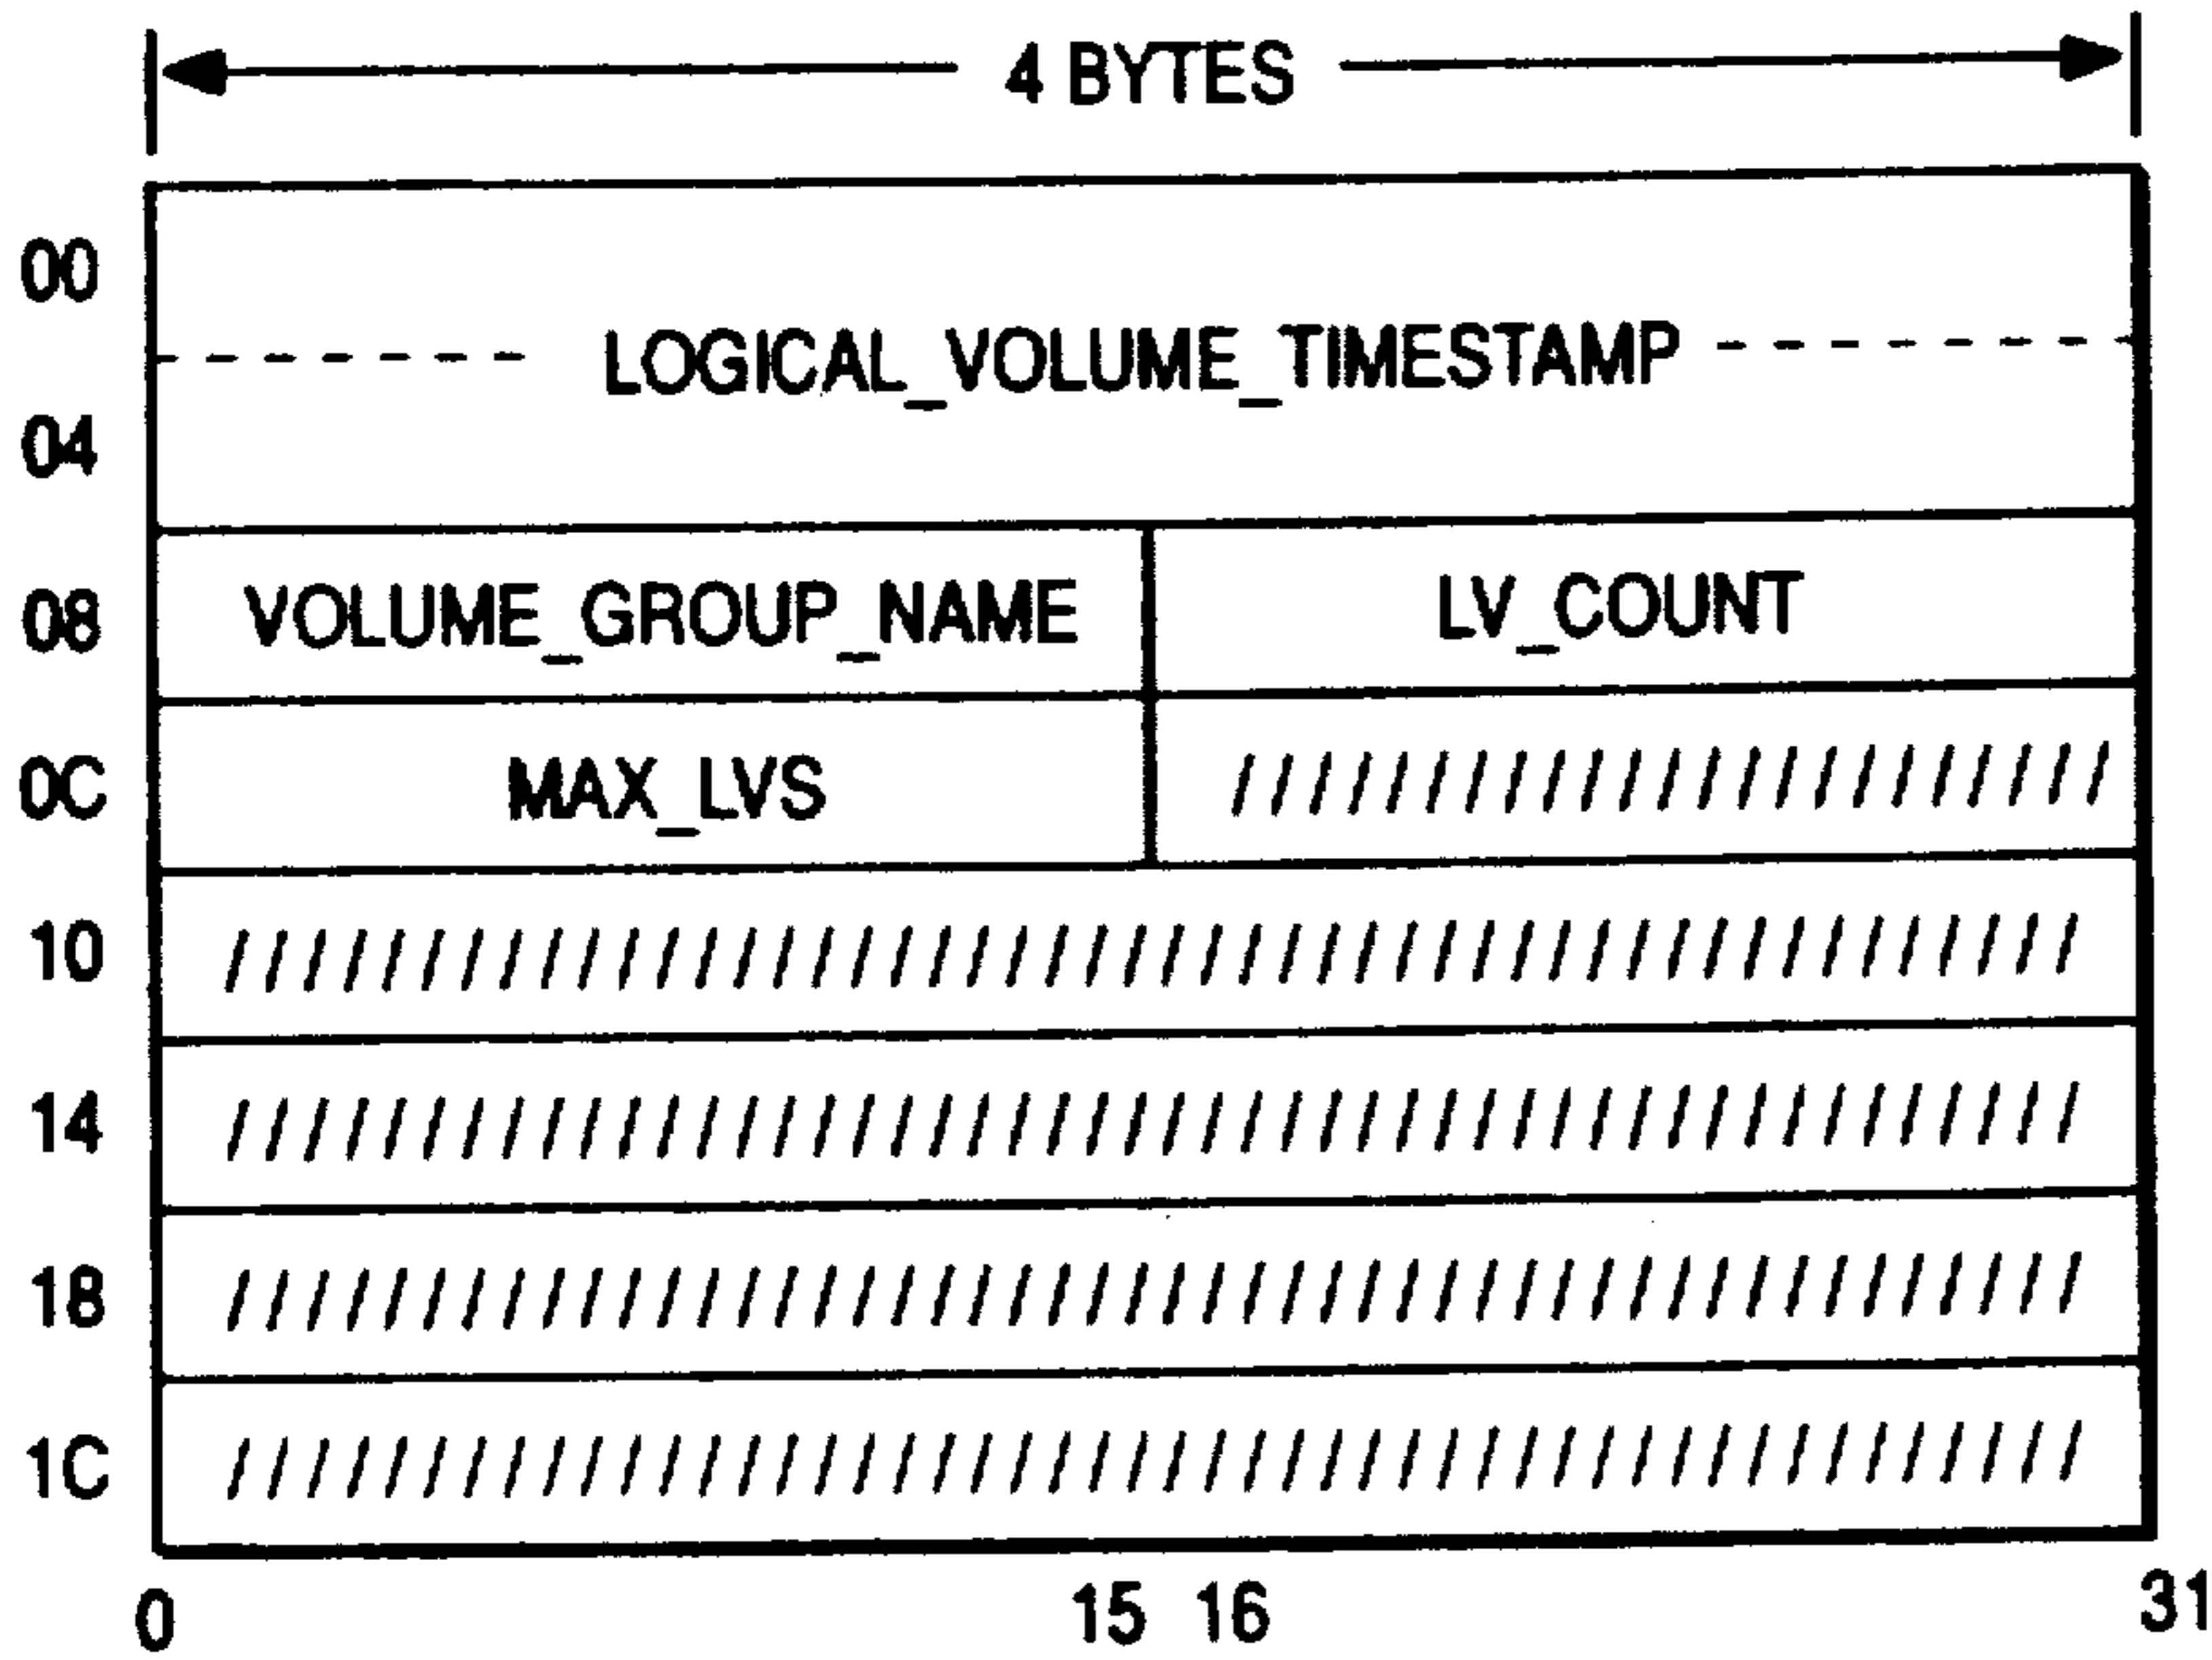 4 BYTES
00
LOGICAL_VOLUME_TIMESTAMP
04
08 VOLUME_GROUP_NAME LV_COUNT
0C MAX_LVS
10
14
18
1C
0 15 16 31